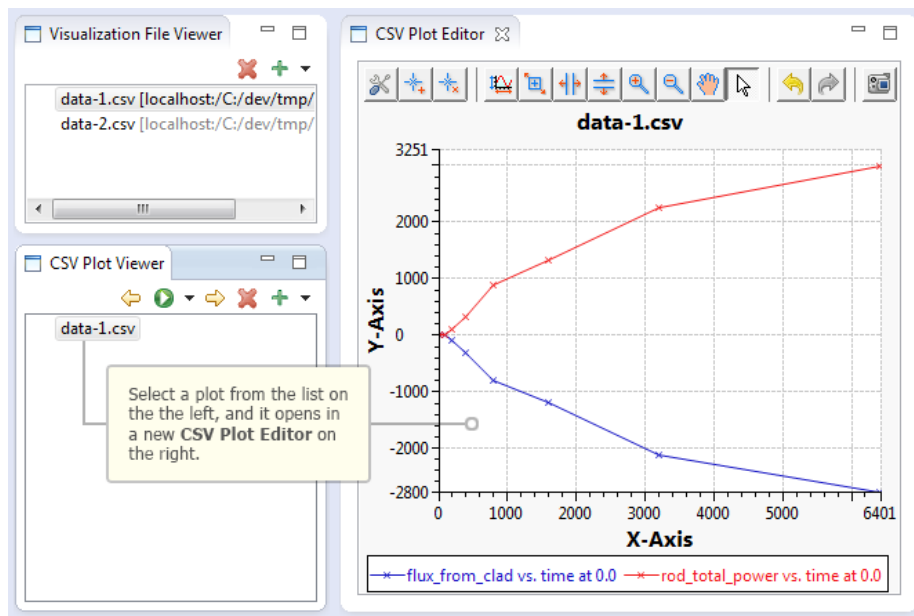 Visualization File Viewer
data-1.csv [localhost:/C:/dev/tmp/
data-2.csv [localhost:/C:/dev/tmp/
CSV Plot Viewer
data-1.csv
Select a plot from the list on
the the left, and it opens in
a new CSV Plot Editor on
the right.
CSV Plot Editor
data-1.csv
Y-Axis
3251
2000
1000
0
-1000
-2000
-2800
0 1000 2000 3000 4000 5000 6401
X-Axis
flux_from_clad vs. time at 0.0 rod_total_power vs. time at 0.0